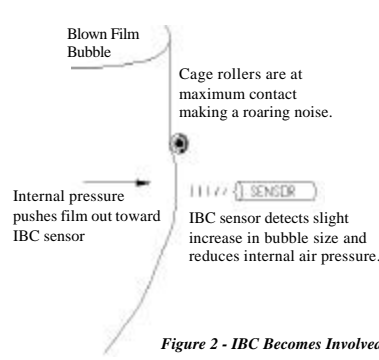 Blown Film
Bubble
Cage rollers are at
maximum contact
making a roaring noise.
Internal pressure
pushes film out toward
IBC sensor
SENSOR
IBC sensor detects slight
increase in bubble size and
reduces internal air pressure.
Figure 2 - IBC Becomes Involved